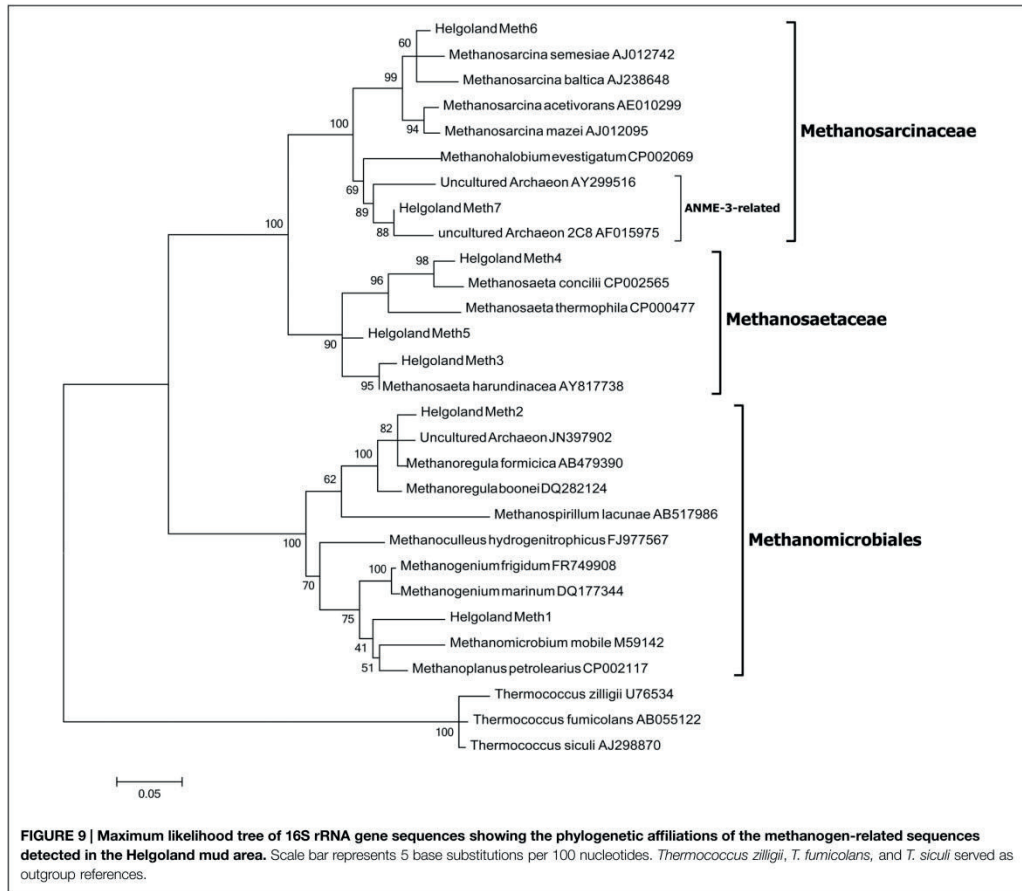 Helgoland Meth6
60
Methanosarcina semesiae AJ012742
99
Methanosarcina baltica AJ238648
Methanosarcina acetivorans AE010299
94
Methanosarcina mazei AJ012095
100
Methanosarcinaceae
Methanohalobium evestigatum CP002069
69
Uncultured Archaeon AY299516
89
Helgoland Meth7
ANME-3-related
88
uncultured Archaeon 2C8 AF015975
100
Helgoland Meth4
98
96
Methanosaeta concilii CP002565
Methanosaeta thermophila CP000477
Methanosaetaceae
Helgoland Meth5
90
Helgoland Meth3
95
Methanosaeta harundinacea AY817738
Helgoland Meth2
82
Uncultured Archaeon JN397902
100
Methanoregula formicica AB479390
62
Methanoregula boonei DQ282124
Methanospirillum lacunae AB517986
100
Methanomicrobiales
Methanoculleus hydrogenitrophicus FJ977567
70
100
Methanogenium frigidum FR749908
Methanogenium marinum DQ177344
75
Helgoland Meth1
41
Methanomicrobium mobile M59142
51
Methanoplanus petrolearius CP002117
Thermococcus zilligii U76534
Thermococcus fumicolans AB055122
100
Thermococcus siculi AJ298870
0.05
FIGURE 9 | Maximum likelihood tree of 16S rRNA gene sequences showing the phylogenetic affiliations of the methanogen-related sequences
detected in the Helgoland mud area. Scale bar represents 5 base substitutions per 100 nucleotides. Thermococcus zilligii, T. fumicolans, and T. siculi served as
outgroup references.